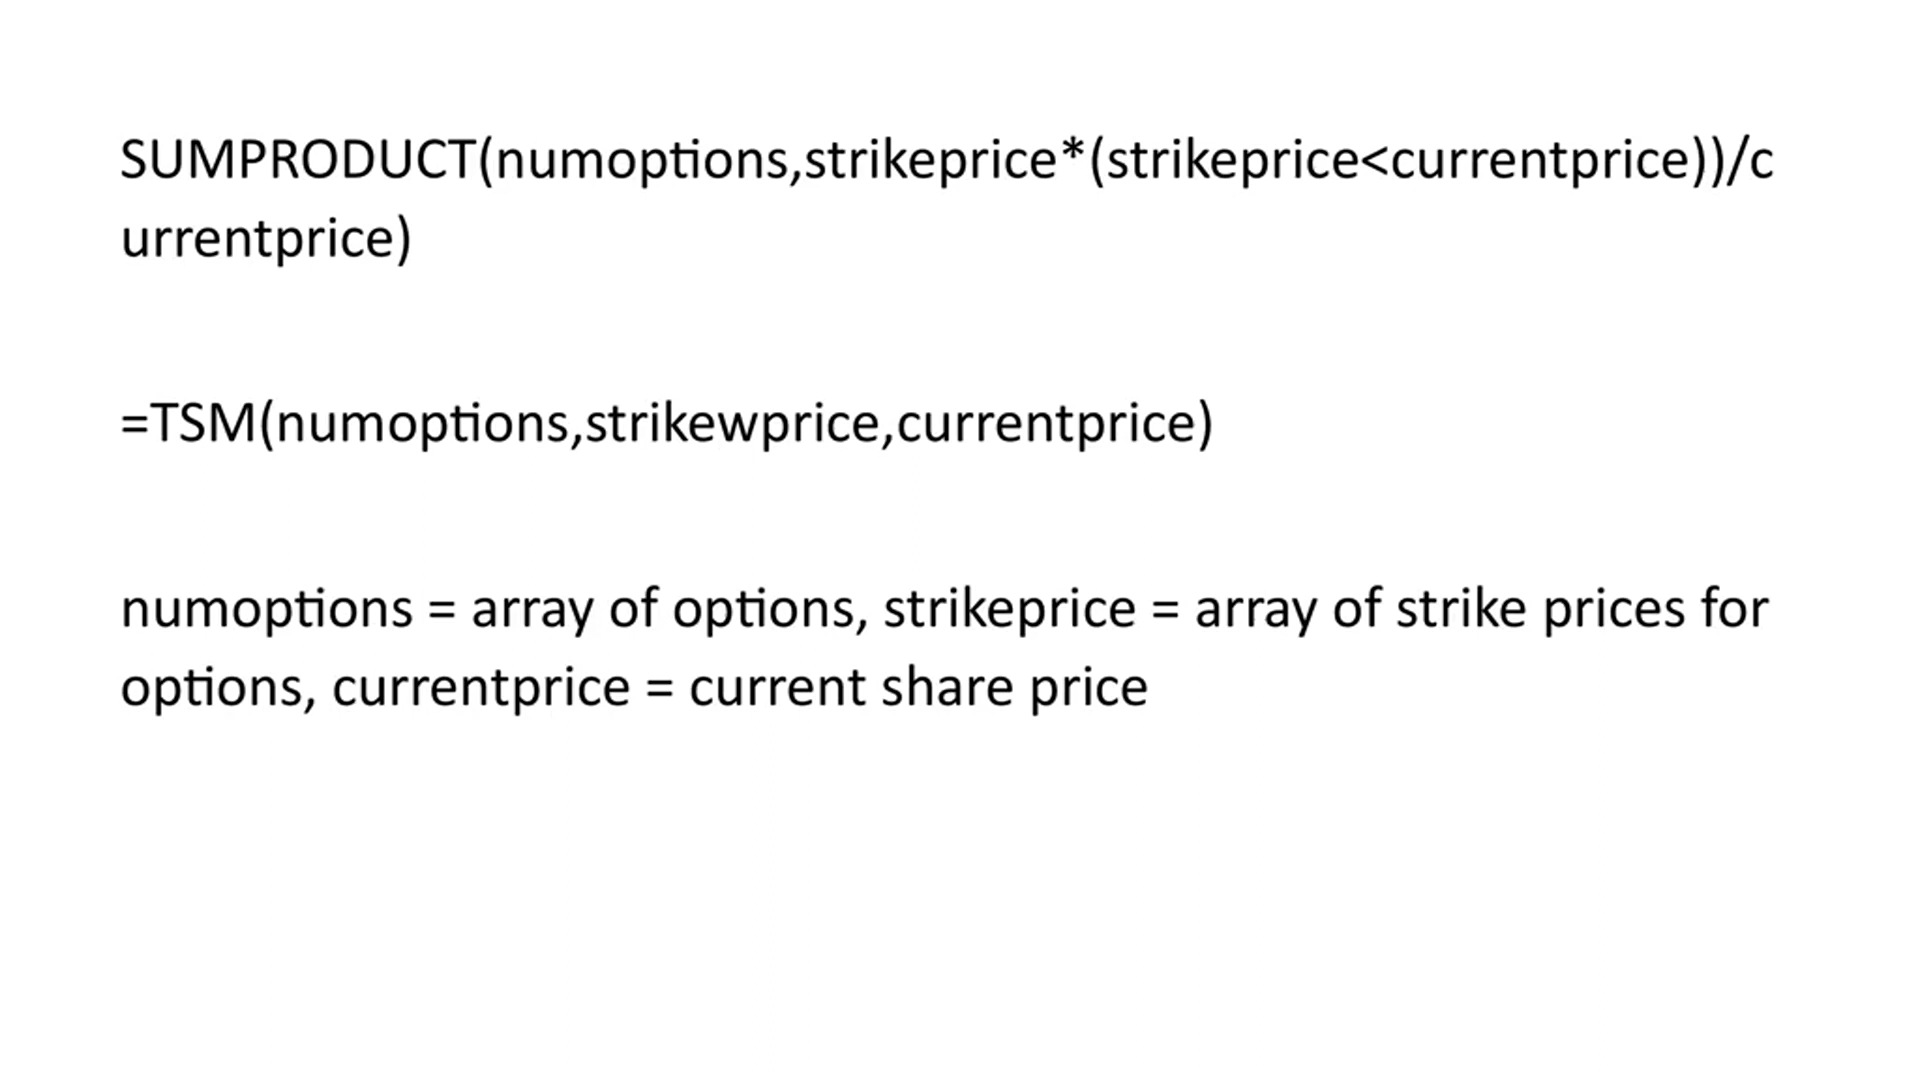 SUMPRODUCT(numoptions,strikeprice*(strikeprice<currentprice))/c
urrentprice)
=TSM(numoptions,strikewprice,currentprice)
numoptions = array of options, strikeprice = array of strike prices for
options, currentprice = current share price